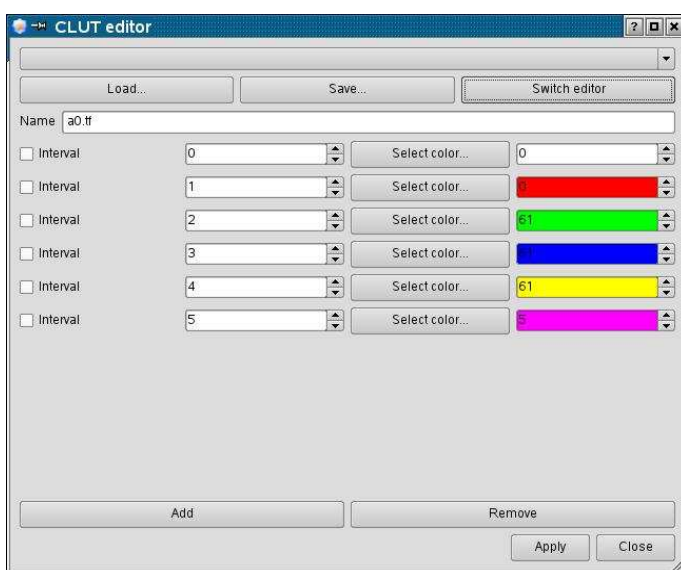 CLUT editor
Load... Save... Switch editor
Name a0.tf
Interval 0 Select color... 0
Interval 1 Select color... 0
Interval 2 Select color... 61
Interval 3 Select color... 61
Interval 4 Select color... 61
Interval 5 Select color... 5
Add Remove
Apply Close